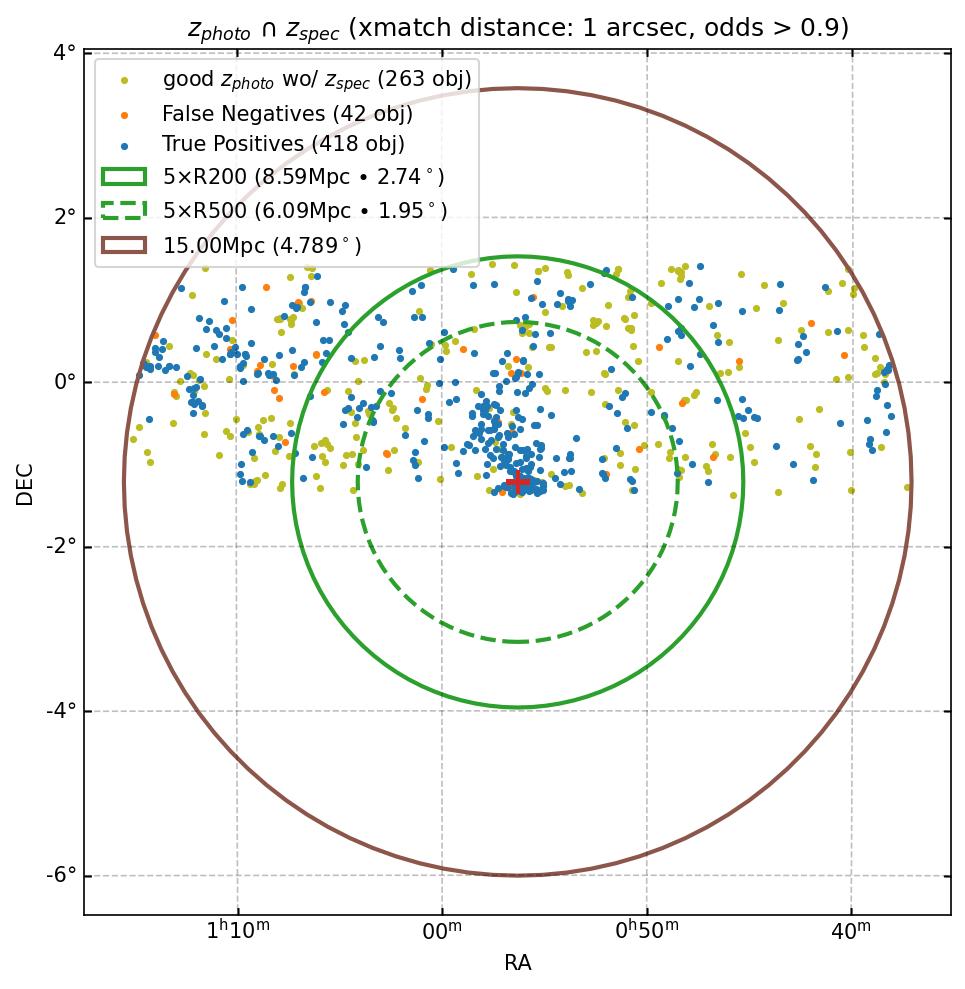 z_photo ∩ z_spec (xmatch distance: 1 arcsec, odds > 0.9)
good z_photo wo/ z_spec (263 obj)
False Negatives (42 obj)
True Positives (418 obj)
5×R200 (8.59Mpc • 2.74°)
5×R500 (6.09Mpc • 1.95°)
15.00Mpc (4.789°)
4°
2°
0°
-2°
-4°
-6°
DEC
1h10m 00m 0h50m 40m
RA